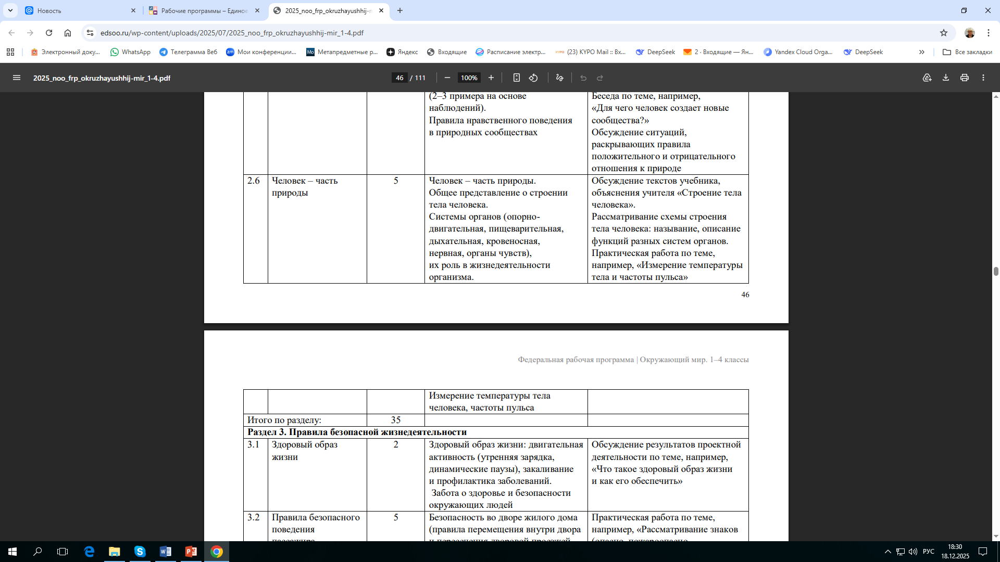 Новость
Рабочие программы – Единое
2025_noo_frp_okruzhayushhij-m
edsoo.ru/wp-content/uploads/2025/07/2025_noo_frp_okruzhayushhij-mir_1-4.pdf
Электронный доку...
WhatsApp
Телеграмма Веб
Мои конференции...
Метапредметные р...
Яндекс
Входящие
Расписание электр...
(23) КУРО Mail :: Вх...
DeepSeek
2 · Входящие — Ян...
Yandex Cloud Orga...
DeepSeek
Все закладки
2025_noo_frp_okruzhayushhij-mir_1-4.pdf
46 / 111
100%
(2–3 примера на основе
наблюдений).
Правила нравственного поведения
в природных сообществах
Беседа по теме, например,
«Для чего человек создает новые
сообщества?»
Обсуждение ситуаций,
раскрывающих правила
положительного и отрицательного
отношения к природе
2.6
Человек – часть
природы
5
Человек – часть природы.
Общее представление о строении
тела человека.
Системы органов (опорно-
двигательная, пищеварительная,
дыхательная, кровеносная,
нервная, органы чувств),
их роль в жизнедеятельности
организма.
Обсуждение текстов учебника,
объяснения учителя «Строение тела
человека».
Рассматривание схемы строения
тела человека: называние, описание
функций разных систем органов.
Практическая работа по теме,
например, «Измерение температуры
тела и частоты пульса»
46
Федеральная рабочая программа | Окружающий мир. 1–4 классы
Измерение температуры тела
человека, частоты пульса
Итого по разделу:
35
Раздел 3. Правила безопасной жизнедеятельности
3.1
Здоровый образ
жизни
2
Здоровый образ жизни: двигательная
активность (утренняя зарядка,
динамические паузы), закаливание
и профилактика заболеваний.
Забота о здоровье и безопасности
окружающих людей
Обсуждение результатов проектной
деятельности по теме, например,
«Что такое здоровый образ жизни
и как его обеспечить»
3.2
Правила безопасного
поведения
пассажира
5
Безопасность во дворе жилого дома
(правила перемещения внутри двора
и пересечения дворовой проезжей
Практическая работа по теме,
например, «Рассматривание знаков
(опасно, пожароопасно,
РУС
18:30
18.12.2025